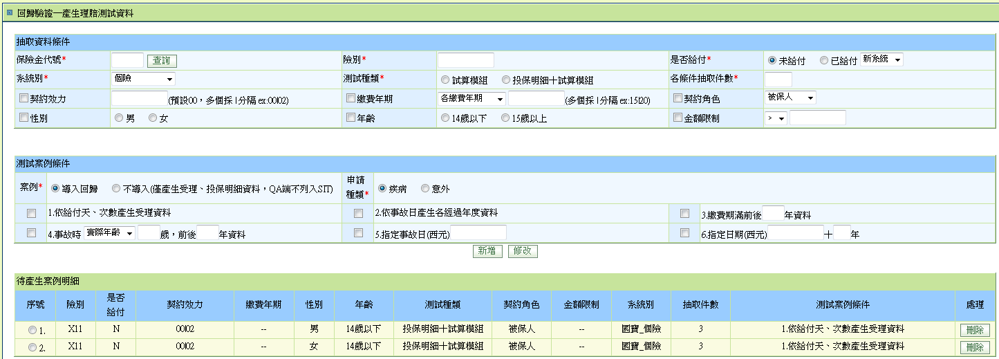 回歸驗證—產生理賠測試資料
抽取資料條件
保險金代號* 查詢 險別* 是否給付* 未給付 已給付 新系統
系統別* 個險 測試種類* 試算模組 投保明細+試算模組 各條件抽取件數*
契約效力 (預設00，多個採 | 分隔 ex:00|02) 繳費年期 各繳費年期 (多個採 | 分隔 ex:15|20) 契約角色 被保人
性別 男 女 年齡 14歲以下 15歲以上 金額限制 >
測試案例條件
案例* 導入回歸 不導入(僅產生受理、投保明細資料，QA端不列入SIT) 申請種類* 疾病 意外
1.依給付天、次數產生受理資料 2.依事故日產生各經過年度資料 3.繳費期滿前後 年資料
4.事故時 實際年齡 歲，前後 年資料 5.指定事故日(西元) 6.指定日期(西元) + 年
新增 修改
待產生案例明細
序號 險別 是否給付 契約效力 繳費年期 性別 年齡 測試種類 契約角色 金額限制 系統別 抽取件數 測試案例條件 處理
1. X11 N 00|02 -- 男 14歲以下 投保明細+試算模組 被保人 -- 國寶_個險 3 1.依給付天、次數產生受理資料 刪除
2. X11 N 00|02 -- 女 14歲以下 投保明細+試算模組 被保人 -- 國寶_個險 3 1.依給付天、次數產生受理資料 刪除